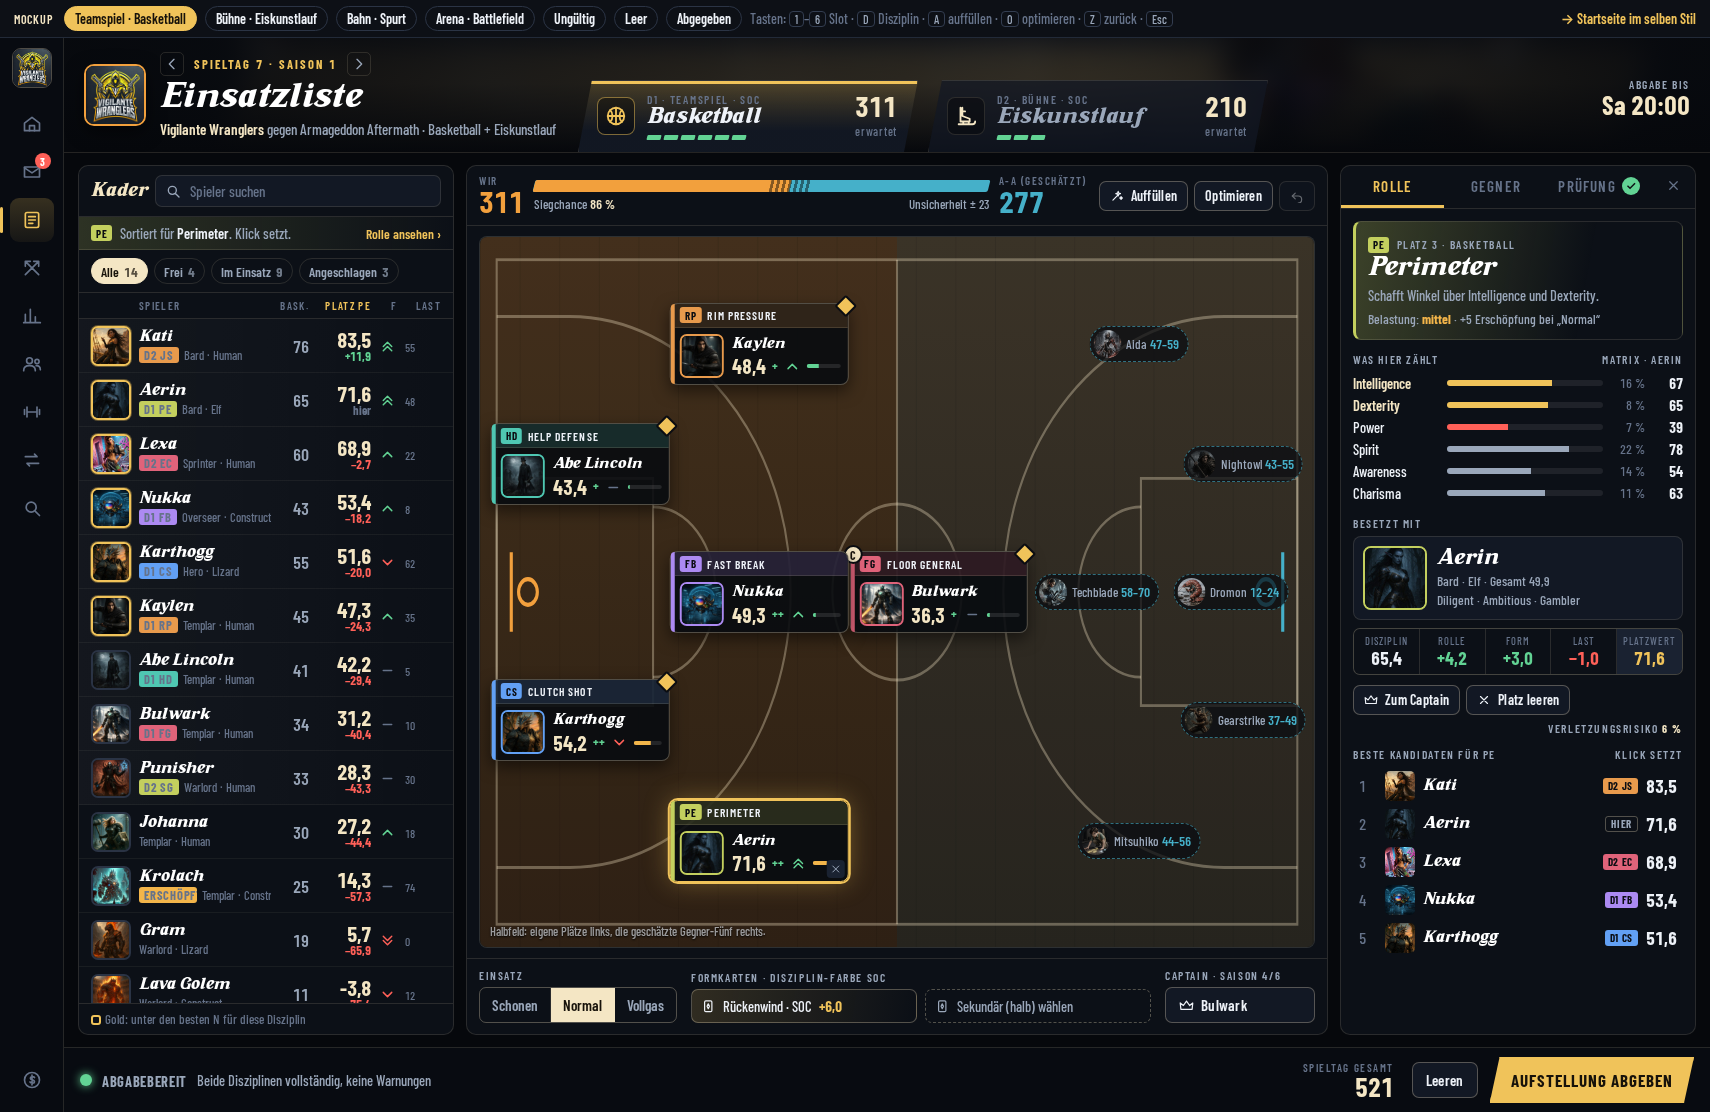 MOCKUP
Teamspiel · Basketball
Bühne · Eiskunstlauf
Bahn · Spurt
Arena · Battlefield
Ungültig
Leer
Abgegeben
Tasten: 1–6 Slot · D Disziplin · A auffüllen · O optimieren · Z zurück · Esc
→ Startseite im selben Stil
3
SPIELTAG 7 · SAISON 1
Einsatzliste
Vigilante Wranglers gegen Armageddon Aftermath · Basketball + Eiskunstlauf
D1 · TEAMSPIEL · SOC
Basketball
311
erwartet
D2 · BÜHNE · SOC
Eiskunstlauf
210
erwartet
ABGABE BIS
Sa 20:00
Kader
Spieler suchen
PE Sortiert für Perimeter. Klick setzt.
Rolle ansehen ›
Alle 14
Frei 4
Im Einsatz 9
Angeschlagen 3
SPIELER BASK. PLATZ PE F LAST
Kati
D2 JS Bard · Human
76 83,5 +11,9 55
Aerin
D1 PE Bard · Elf
65 71,6 hier 48
Lexa
D2 EC Sprinter · Human
60 68,9 –2,7 22
Nukka
D1 FB Overseer · Construct
43 53,4 –18,2 8
Karthogg
D1 CS Hero · Lizard
55 51,6 –20,0 62
Kaylen
D1 RP Templar · Human
45 47,3 –24,3 35
Abe Lincoln
D1 HD Templar · Human
41 42,2 –29,4 5
Bulwark
D1 FG Templar · Human
34 31,2 –40,4 10
Punisher
D2 SG Warlord · Human
33 28,3 –43,3 30
Johanna
Templar · Human
30 27,2 –44,4 18
Krolach
ERSCHÖPF Templar · Constr
25 14,3 –57,3 74
Gram
Warlord · Lizard
19 5,7 –65,9 0
Lava Golem
Warlord · Construct
11 -3,8 –75,4 12
Gold: unter den besten N für diese Disziplin
WIR
311
Siegchance 86 %
Unsicherheit ± 23
A-A (GESCHÄTZT)
277
Auffüllen
Optimieren
RP RIM PRESSURE
Kaylen
48,4 +
HD HELP DEFENSE
Abe Lincoln
43,4 +
FB FAST BREAK
Nukka
49,3 ++
C
FG FLOOR GENERAL
Bulwark
36,3 +
CS CLUTCH SHOT
Karthogg
54,2 ++
PE PERIMETER
Aerin
71,6 ++
Aida 47–59
Nightowl 43–55
Techblade 58–70
Dromon 12–24
Gearstrike 37–49
Mitsuhiko 44–56
Halbfeld: eigene Plätze links, die geschätzte Gegner-Fünf rechts.
EINSATZ
Schonen
Normal
Vollgas
FORMKARTEN · DISZIPLIN-FARBE SOC
Rückenwind · SOC +6,0
Sekundär (halb) wählen
CAPTAIN · SAISON 4/6
Bulwark
ROLLE
GEGNER
PRÜFUNG
PE PLATZ 3 · BASKETBALL
Perimeter
Schafft Winkel über Intelligence und Dexterity.
Belastung: mittel · +5 Erschöpfung bei „Normal“
WAS HIER ZÄHLT
MATRIX · AERIN
Intelligence 16 % 67
Dexterity 8 % 65
Power 7 % 39
Spirit 22 % 78
Awareness 14 % 54
Charisma 11 % 63
BESETZT MIT
Aerin
Bard · Elf · Gesamt 49,9
Diligent · Ambitious · Gambler
DISZIPLIN ROLLE FORM LAST PLATZWERT
65,4 +4,2 +3,0 –1,0 71,6
Zum Captain
Platz leeren
VERLETZUNGSRISIKO 6 %
BESTE KANDIDATEN FÜR PE
KLICK SETZT
1 Kati D2 JS 83,5
2 Aerin HIER 71,6
3 Lexa D2 EC 68,9
4 Nukka D1 FB 53,4
5 Karthogg D1 CS 51,6
ABGABEBEREIT Beide Disziplinen vollständig, keine Warnungen
SPIELTAG GESAMT
521
Leeren
AUFSTELLUNG ABGEBEN